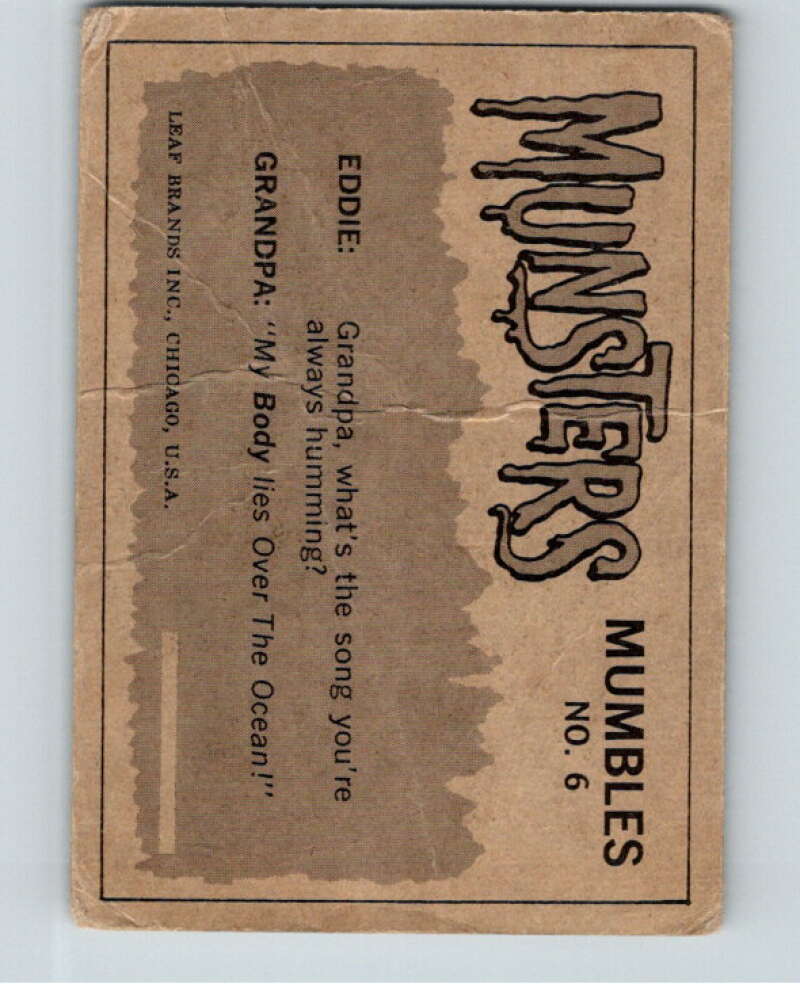 MUNSTERS MUMBLES
NO. 6
EDDIE: Grandpa, what's the song you're
always humming?
GRANDPA: "My Body lies Over The Ocean!"
LEAF BRANDS INC., CHICAGO, U.S.A.